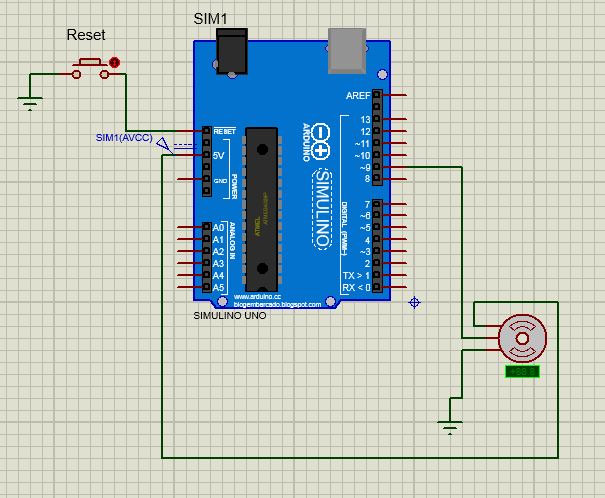 SIM1
Reset
SIM1(AVCC)
RESET
5V
GND
POWER
ANALOG IN
A0
A1
A2
A3
A4
A5
AREF
13
12
~11
~10
~9
8
7
~6
~5
4
~3
2
TX > 1
RX < 0
DIGITAL (PWM~)
ARDUINO
SIMULINO
ATMEL
www.arduino.cc
blogembarcado.blogspot.com
SIMULINO UNO